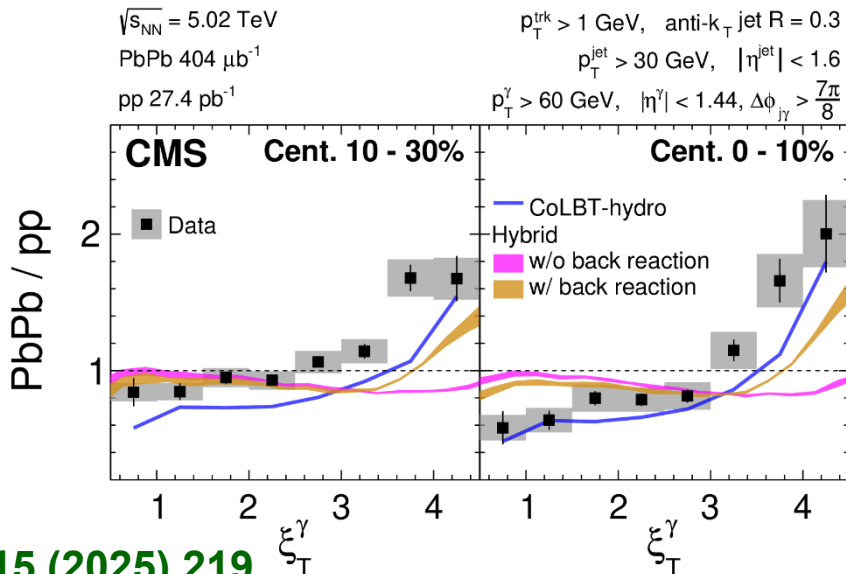 √s_NN = 5.02 TeV
PbPb 404 μb⁻¹
pp 27.4 pb⁻¹
p_T^trk > 1 GeV, anti-k_T jet R = 0.3
p_T^jet > 30 GeV, |η^jet| < 1.6
p_T^γ > 60 GeV, |η^γ| < 1.44, Δφ_jγ > 7π/8
CMS Cent. 10 - 30%
Cent. 0 - 10%
Data
CoLBT-hydro
Hybrid
w/o back reaction
w/ back reaction
PbPb / pp
2
1
1 2 3 4
1 2 3 4
ξ_T^γ
ξ_T^γ
15 (2025) 219